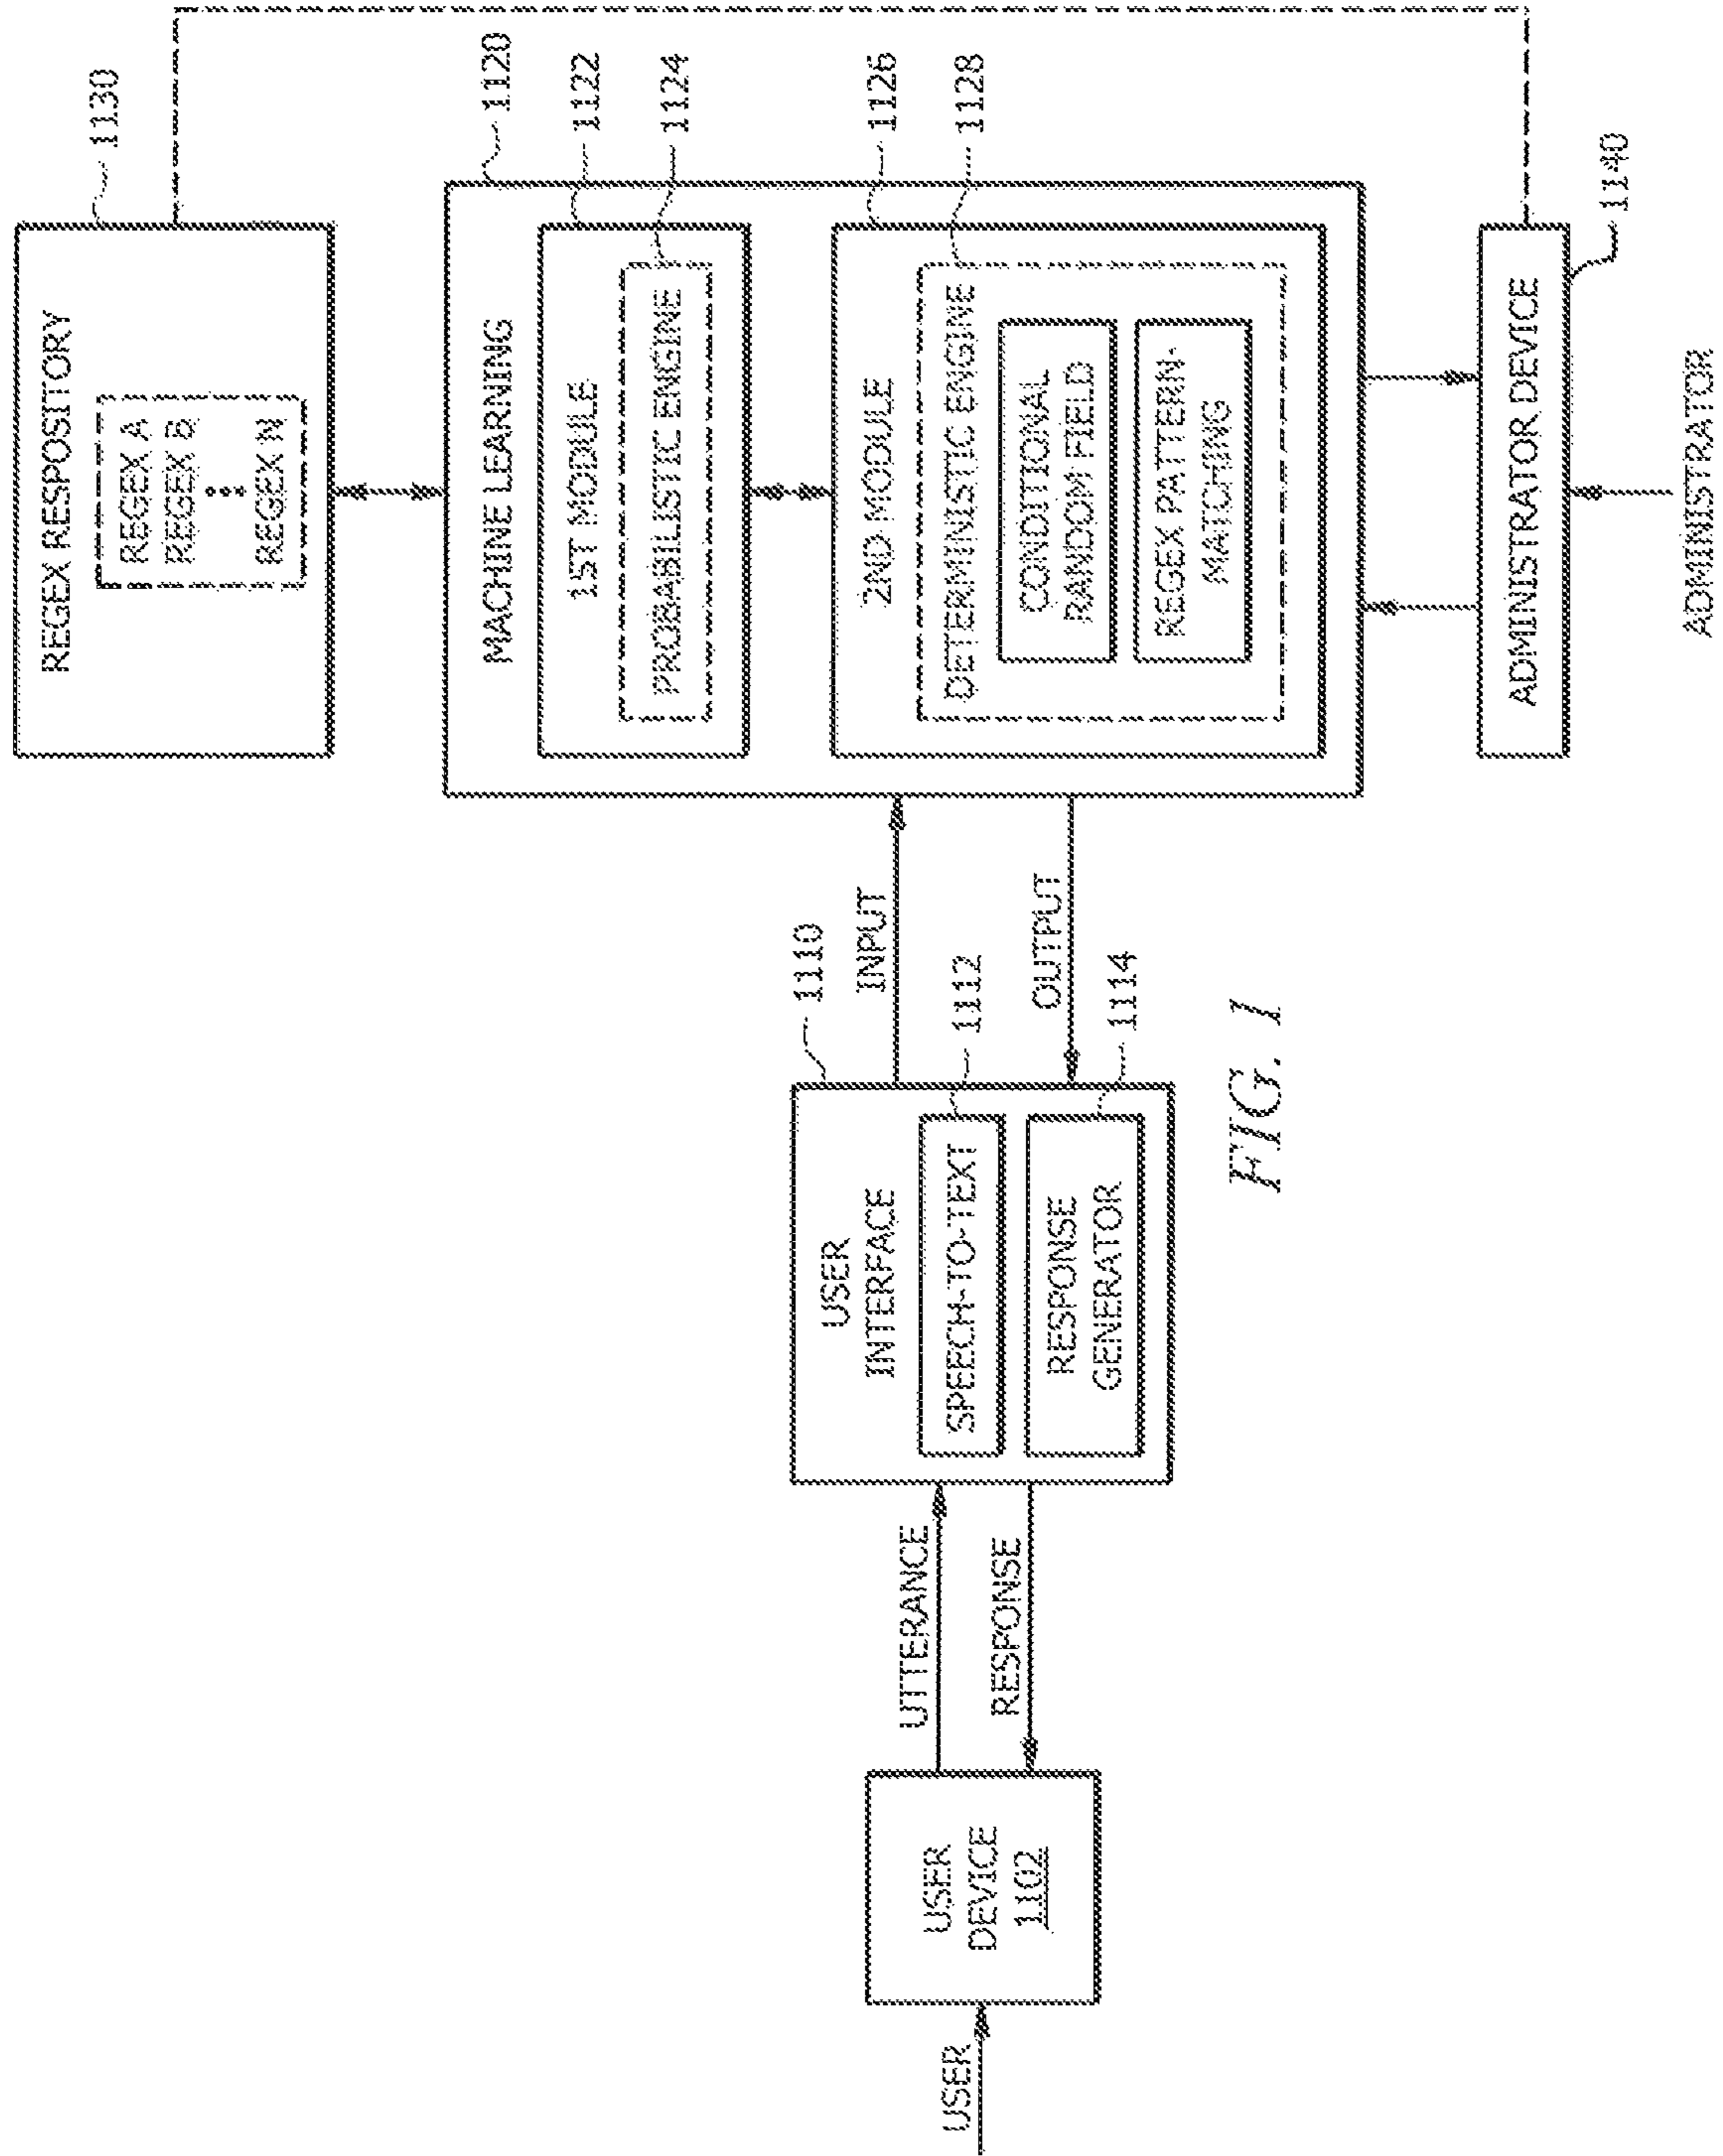 REGEX RESPOSITORY
1130
REGEX A
REGEX B
REGEX N
MACHINE LEARNING
1120
1ST MODULE
1122
PROBABILISTIC ENGINE
1124
2ND MODULE
1126
DETERMINISTIC ENGINE
1128
CONDITIONAL
RANDOM FIELD
REGEX PATTERN-
MATCHING
ADMINISTRATOR DEVICE
1140
ADMINISTRATOR
INPUT
OUTPUT
1110
USER
INTERFACE
1112
SPEECH-TO-TEXT
1114
RESPONSE
GENERATOR
UTTERANCE
RESPONSE
USER
DEVICE
1102
USER
FIG. 1